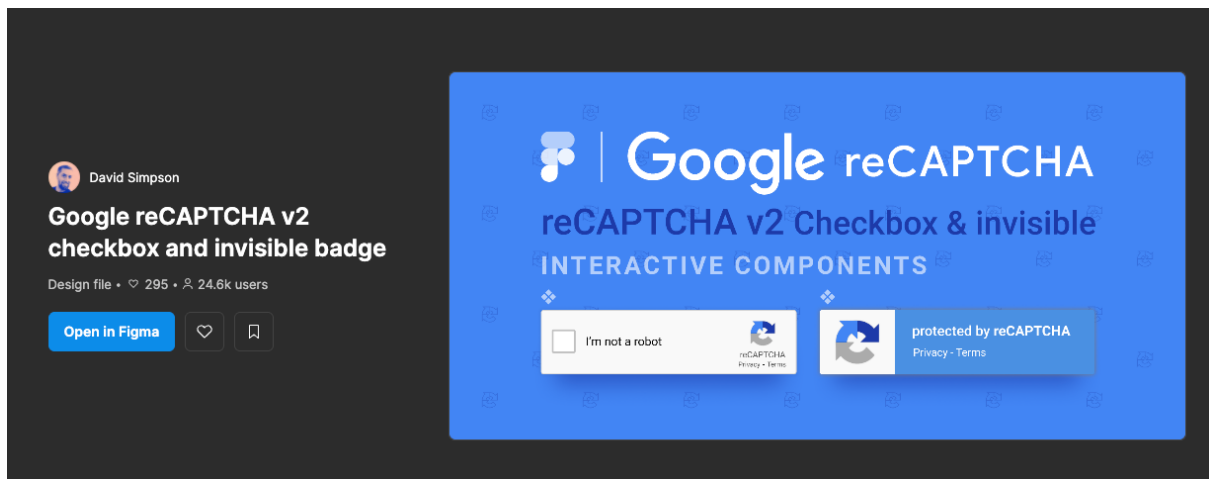 David Simpson
Google reCAPTCHA v2
checkbox and invisible badge
Design file • 295 • 24.6k users
Open in Figma
Google reCAPTCHA
reCAPTCHA v2 Checkbox & invisible
INTERACTIVE COMPONENTS
I'm not a robot
reCAPTCHA
Privacy - Terms
protected by reCAPTCHA
Privacy - Terms